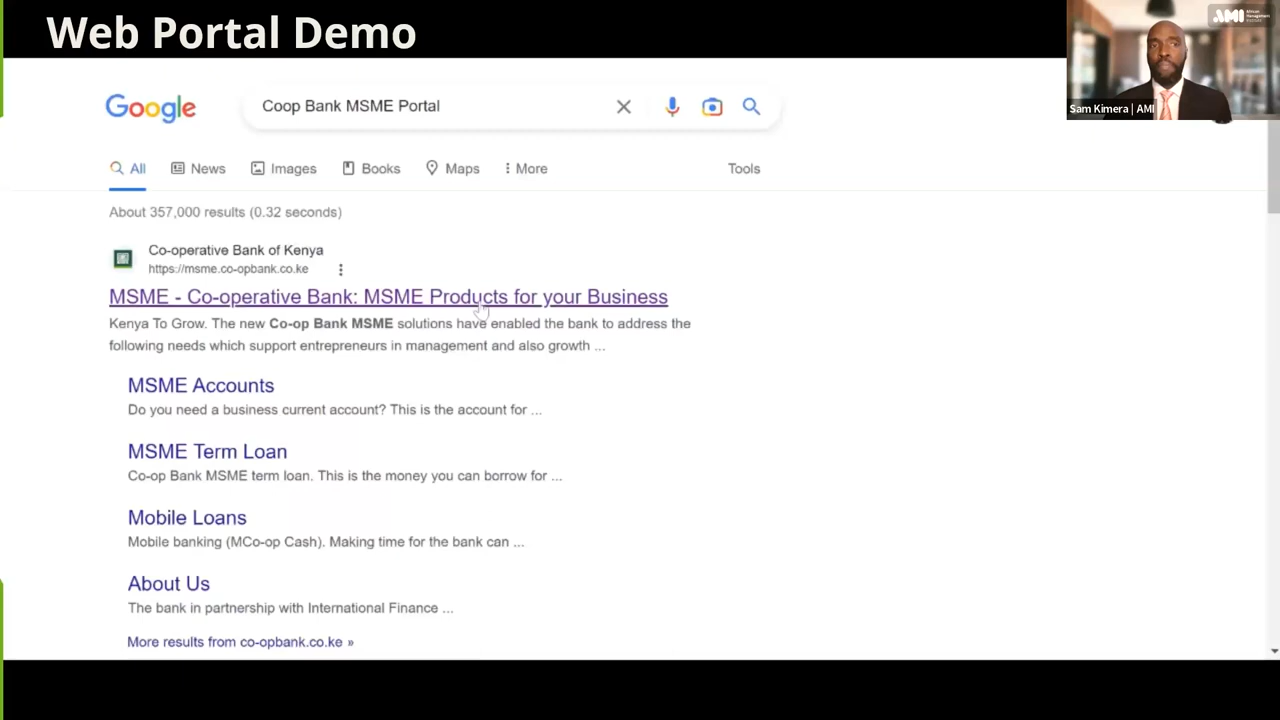 Web Portal Demo
AMI African Management Institute
Sam Kimera | AMI
Google
Coop Bank MSME Portal
All News Images Books Maps More Tools
About 357,000 results (0.32 seconds)
Co-operative Bank of Kenya
https://msme.co-opbank.co.ke
MSME - Co-operative Bank: MSME Products for your Business
Kenya To Grow. The new Co-op Bank MSME solutions have enabled the bank to address the
following needs which support entrepreneurs in management and also growth ...
MSME Accounts
Do you need a business current account? This is the account for ...
MSME Term Loan
Co-op Bank MSME term loan. This is the money you can borrow for ...
Mobile Loans
Mobile banking (MCo-op Cash). Making time for the bank can ...
About Us
The bank in partnership with International Finance ...
More results from co-opbank.co.ke »